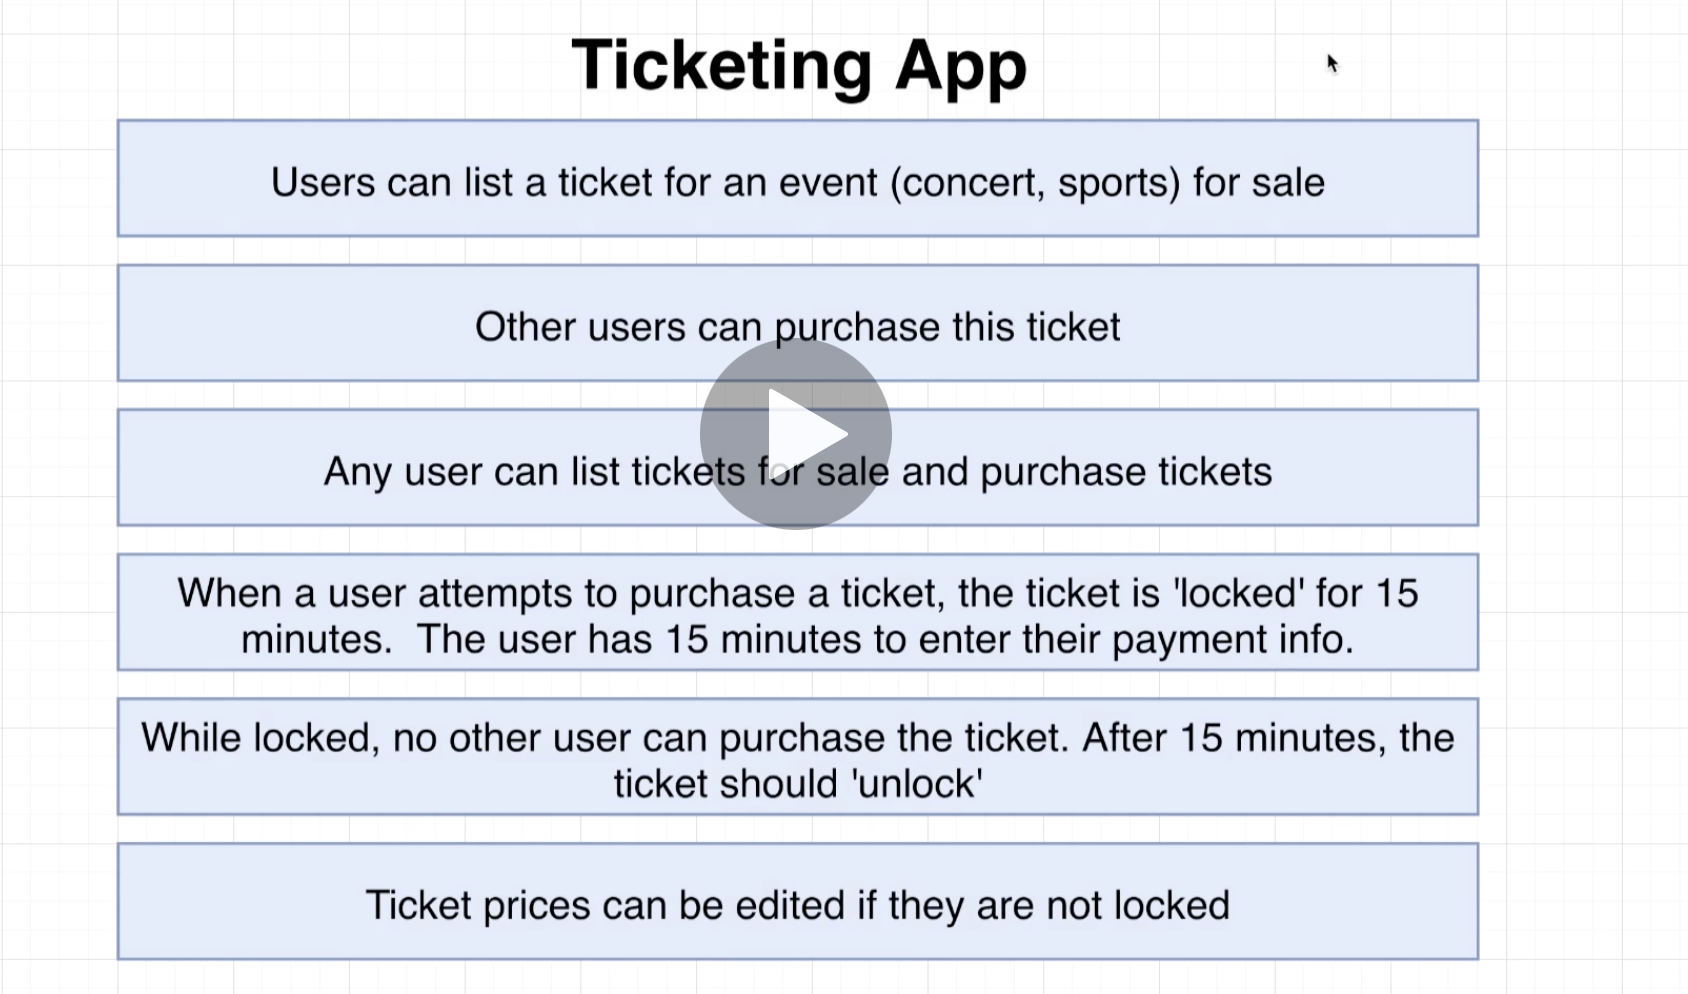 Ticketing App
Users can list a ticket for an event (concert, sports) for sale
Other users can purchase this ticket
Any user can list tickets for sale and purchase tickets
When a user attempts to purchase a ticket, the ticket is 'locked' for 15
minutes.  The user has 15 minutes to enter their payment info.
While locked, no other user can purchase the ticket. After 15 minutes, the
ticket should 'unlock'
Ticket prices can be edited if they are not locked